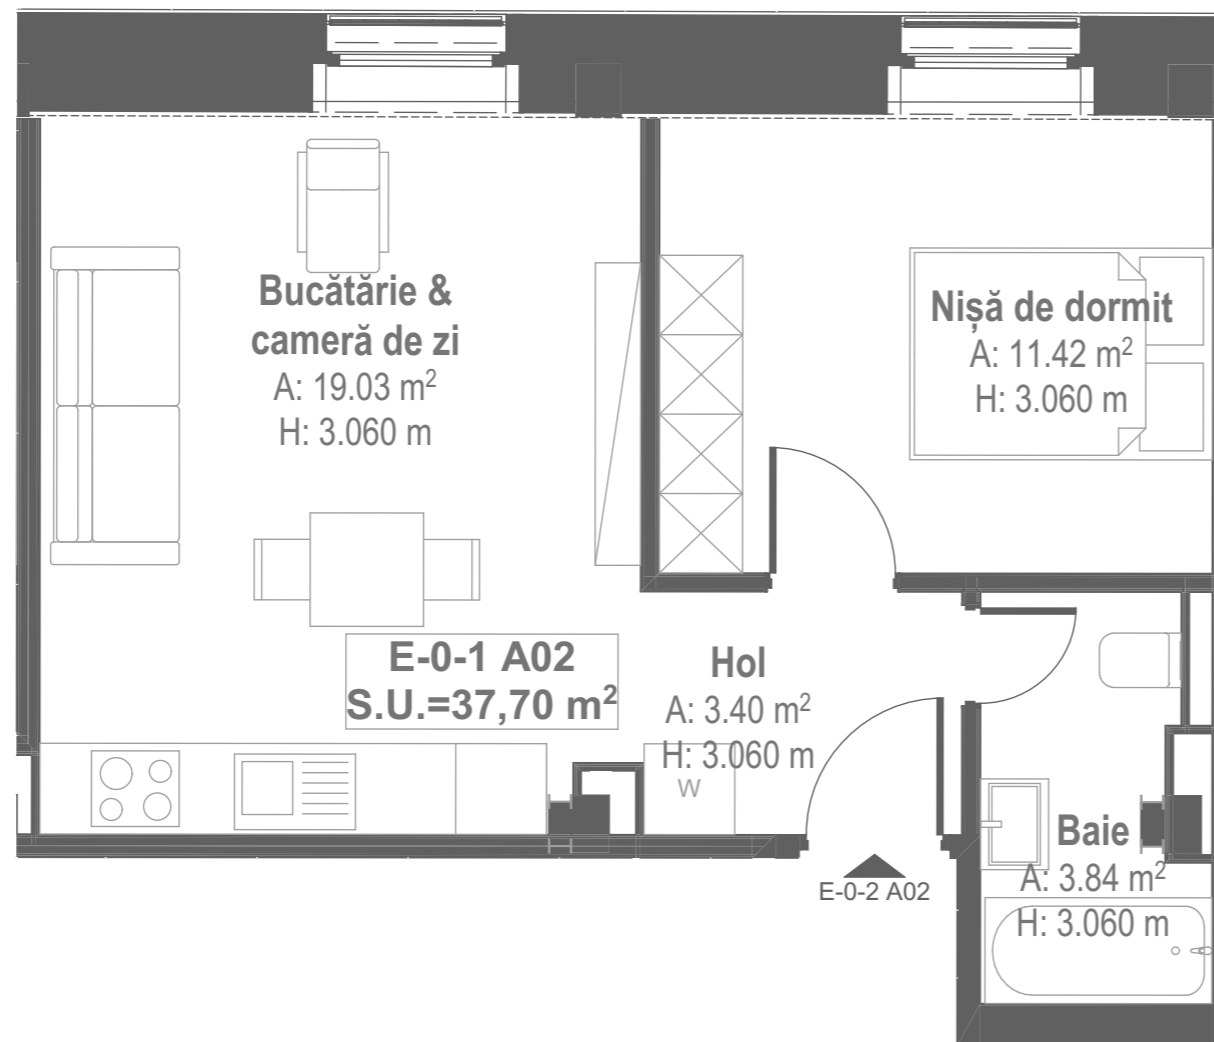 Bucătărie &
cameră de zi
A: 19.03 m²
H: 3.060 m
Nișă de dormit
A: 11.42 m²
H: 3.060 m
E-0-1 A02
S.U.=37,70 m²
Hol
A: 3.40 m²
H: 3.060 m
W
Baie
A: 3.84 m²
H: 3.060 m
E-0-2 A02